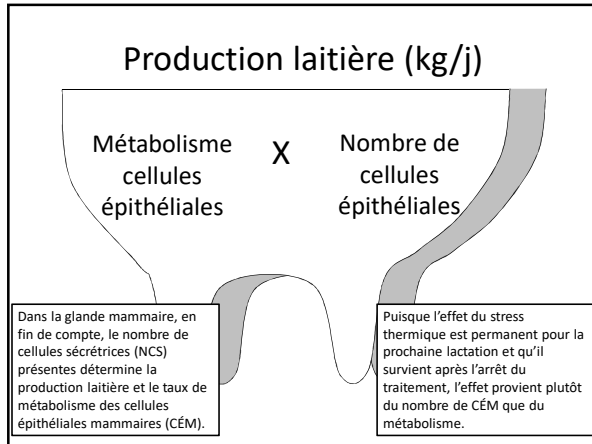 Production laitière (kg/j)
Métabolisme
cellules
épithéliales
X
Nombre de
cellules
épithéliales
Dans la glande mammaire, en
fin de compte, le nombre de
cellules sécrétrices (NCS)
présentes détermine la
production laitière et le taux de
métabolisme des cellules
épithéliales mammaires (CÉM).
Puisque l’effet du stress
thermique est permanent pour la
prochaine lactation et qu’il
survient après l’arrêt du
traitement, l’effet provient plutôt
du nombre de CÉM que du
métabolisme.